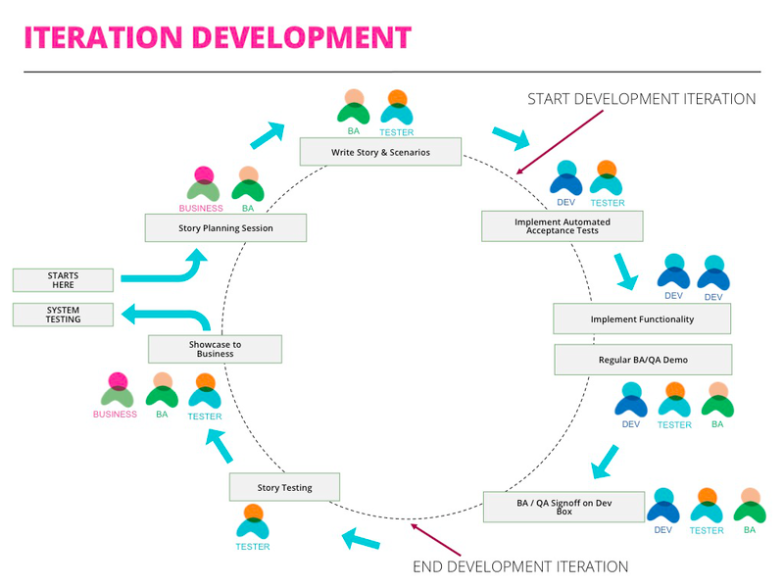 ITERATION DEVELOPMENT
START DEVELOPMENT ITERATION
BA
TESTER
Write Story & Scenarios
BUSINESS
BA
Story Planning Session
DEV
TESTER
Implement Automated
Acceptance Tests
STARTS
HERE
SYSTEM
TESTING
DEV
DEV
Implement Functionality
Showcase to
Business
Regular BA/QA Demo
BUSINESS
BA
TESTER
DEV
TESTER
BA
Story Testing
TESTER
BA / QA Signoff on Dev
Box
DEV
TESTER
BA
END DEVELOPMENT ITERATION